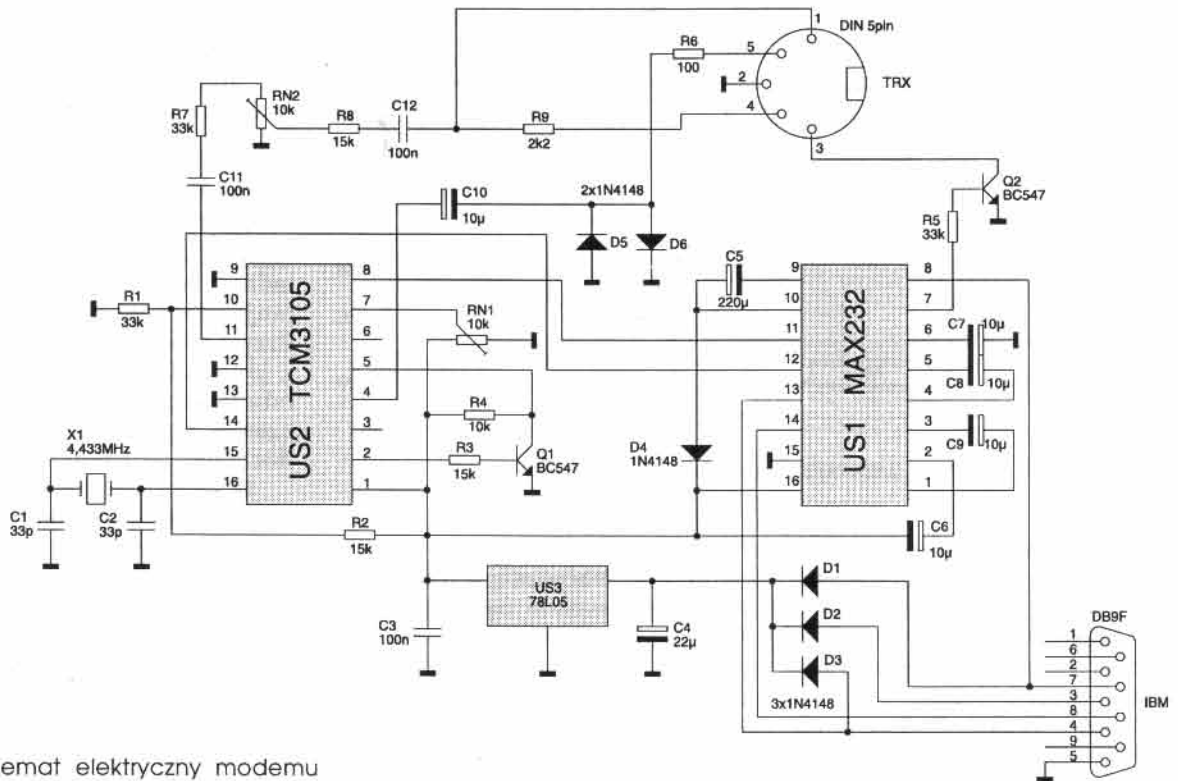 1
DIN 5pin
R6
100
5
2
TRX
4
3
R7
33k
RN2
10k
R8
15k
C12
100n
R9
2k2
C11
100n
C10
10µ
2x1N4148
D5
D6
Q2
BC547
R5
33k
C5
220µ
R1
33k
9
10
11
12
13
14
15
16
US2 TCM3105
8
7
6
5
4
3
2
1
RN1
10k
R4
10k
R3
15k
Q1
BC547
D4
1N4148
9
10
11
12
13
14
15
16
US1 MAX232
8
7
6
5
4
3
2
1
C7
10µ
C8
10µ
C9
10µ
C6
10µ
X1
4,433MHz
C1
33p
C2
33p
R2
15k
US3
78L05
C3
100n
C4
22µ
D1
D2
D3
3x1N4148
DB9F
1
6
2
7
3
8
4
9
5
IBM
emat elektryczny modemu